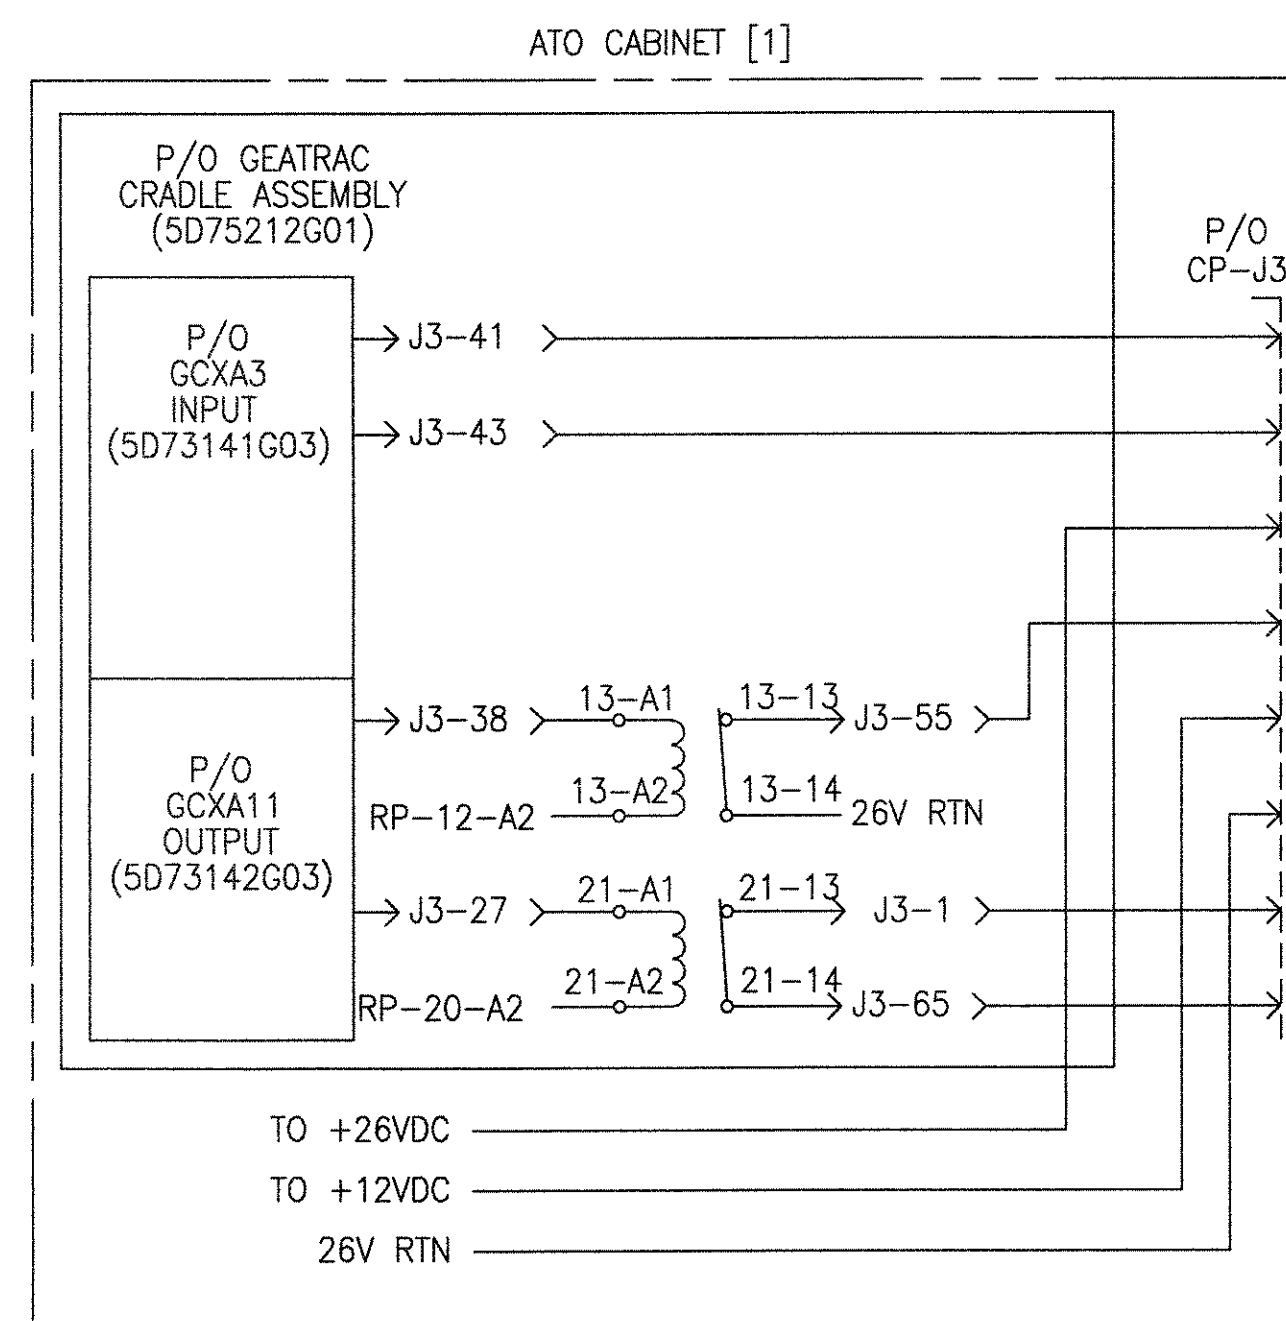 ATO CABINET [1]
P/O GEATRAC
CRADLE ASSEMBLY
(5D75212G01)
P/O
CP-J3
P/O
GCXA3
INPUT
(5D73141G03)
J3-41
J3-43
P/O
GCXA11
OUTPUT
(5D73142G03)
J3-38
13-A1
13-13
J3-55
RP-12-A2
13-A2
13-14
26V RTN
J3-27
21-A1
21-13
J3-1
RP-20-A2
21-A2
21-14
J3-65
TO +26VDC
TO +12VDC
26V RTN